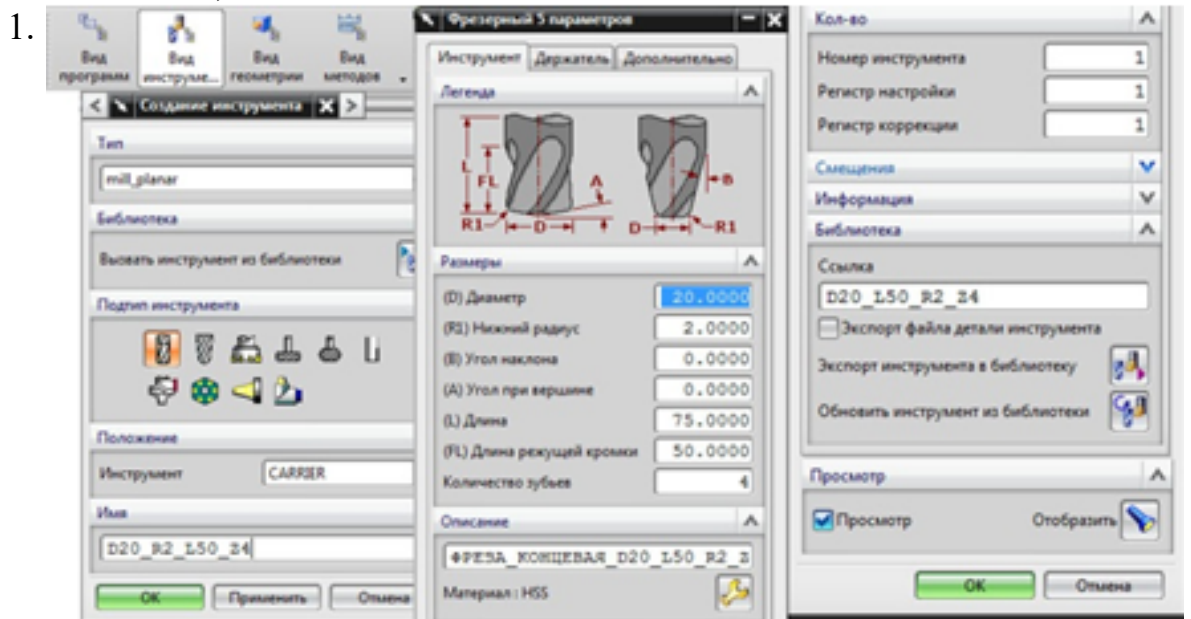 1.
Вид программ
Вид инструме...
Вид геометрии
Вид методов
Создание инструмента
Тип
mill_planar
Библиотека
Вызвать инструмент из библиотеки
Подтип инструмента
Положение
Инструмент CARRIER
Имя
D20_R2_L50_Z4
ОК Применить Отмена
Фрезерный 5 параметров
Инструмент Держатель Дополнительно
Легенда
L FL A B
R1 D D R1
Размеры
(D) Диаметр 20.0000
(R1) Нижний радиус 2.0000
(B) Угол наклона 0.0000
(A) Угол при вершине 0.0000
(L) Длина 75.0000
(FL) Длина режущей кромки 50.0000
Количество зубьев 4
Описание
ФРЕЗА_КОНЦЕВАЯ_D20_L50_R2_Z
Материал : HSS
Кол-во
Номер инструмента 1
Регистр настройки 1
Регистр коррекции 1
Смещения
Информация
Библиотека
Ссылка
D20_L50_R2_Z4
Экспорт файла детали инструмента
Экспорт инструмента в библиотеку
Обновить инструмент из библиотеки
Просмотр
Просмотр Отобразить
ОК Отмена